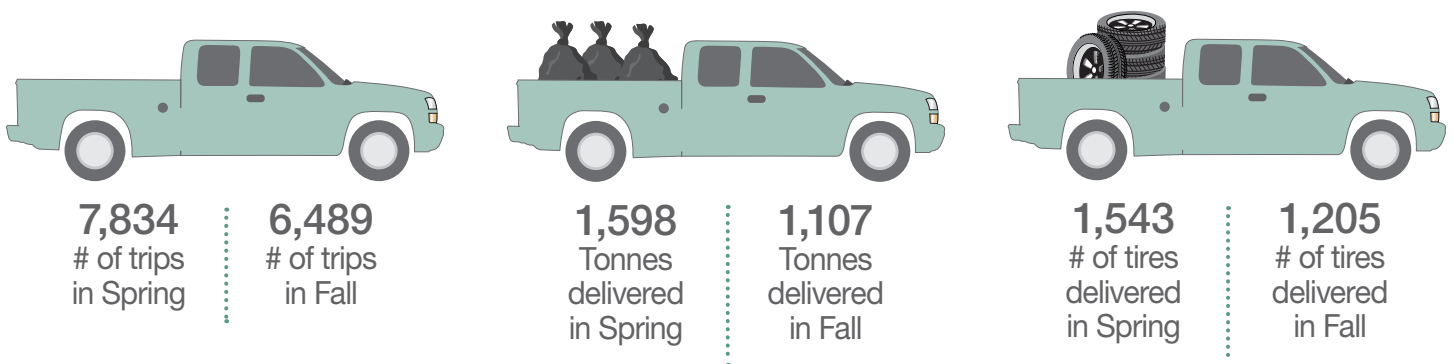 7,834
# of trips
in Spring
6,489
# of trips
in Fall
1,598
Tonnes
delivered
in Spring
1,107
Tonnes
delivered
in Fall
1,543
# of tires
delivered
in Spring
1,205
# of tires
delivered
in Fall